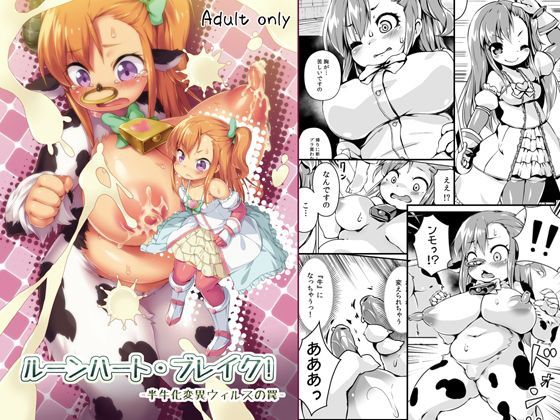 Adult only
ルーンハート・ブレイク!
-半牛化変異ウィルスの罠-
胸が…
苦しいですの
ええ!?
なんですの
こ…
ンモゥ!?
変えられちゃう
『牛』に
なっちゃうっ!
あああっ